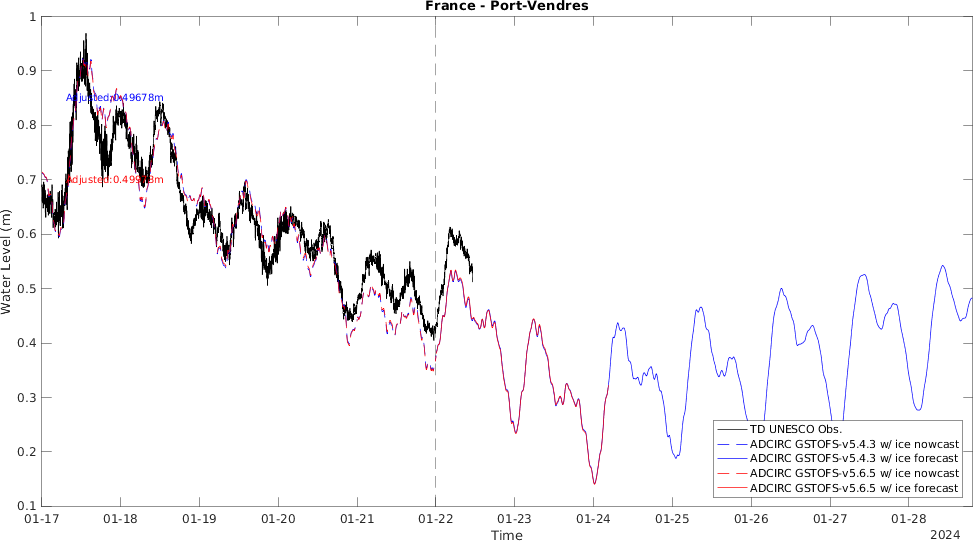 France - Port-Vendres
Water Level (m)
1
0.9
0.8
0.7
0.6
0.5
0.4
0.3
0.2
0.1
Adjusted:0.49678m
TD UNESCO Obs.
ADCIRC GSTOFS-v5.4.3 w/ ice nowcast
ADCIRC GSTOFS-v5.4.3 w/ ice forecast
ADCIRC GSTOFS-v5.6.5 w/ ice nowcast
ADCIRC GSTOFS-v5.6.5 w/ ice forecast
01-17 01-18 01-19 01-20 01-21 01-22 01-23 01-24 01-25 01-26 01-27 01-28
Time
2024